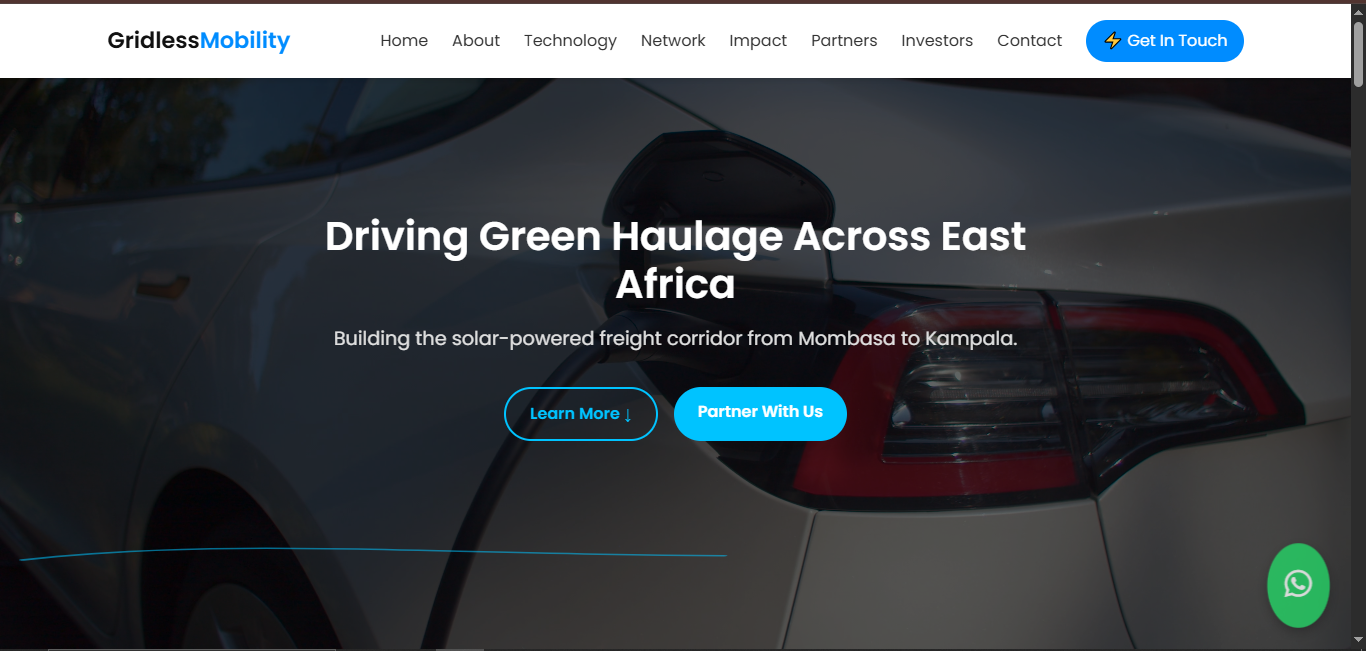 GridlessMobility
Home About Technology Network Impact Partners Investors Contact ⚡ Get In Touch
Driving Green Haulage Across East
Africa
Building the solar-powered freight corridor from Mombasa to Kampala.
Learn More ↓ Partner With Us